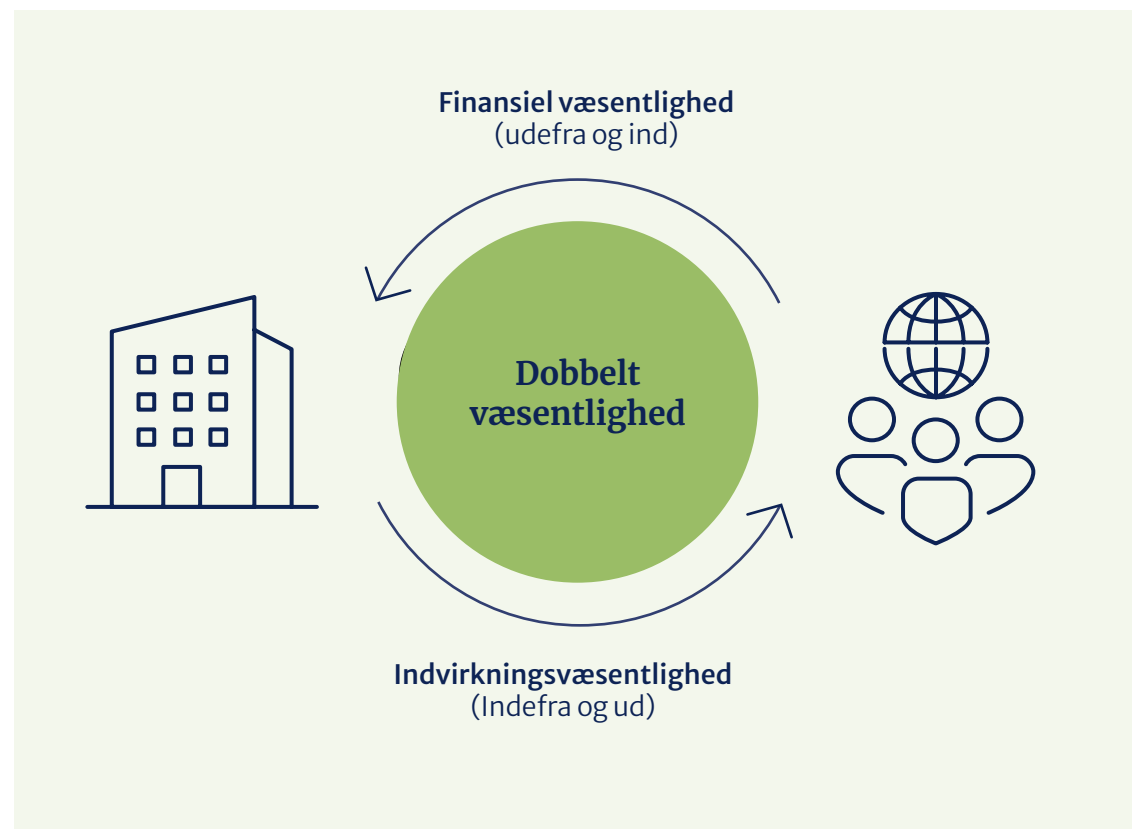 Finansiel væsentlighed
(udefra og ind)
Dobbelt
væsentlighed
Indvirkningsvæsentlighed
(Indefra og ud)